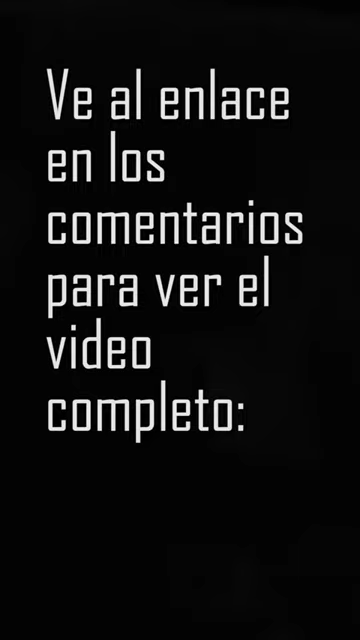 Ve al enlace
en los
comentarios
para ver el
video
completo: